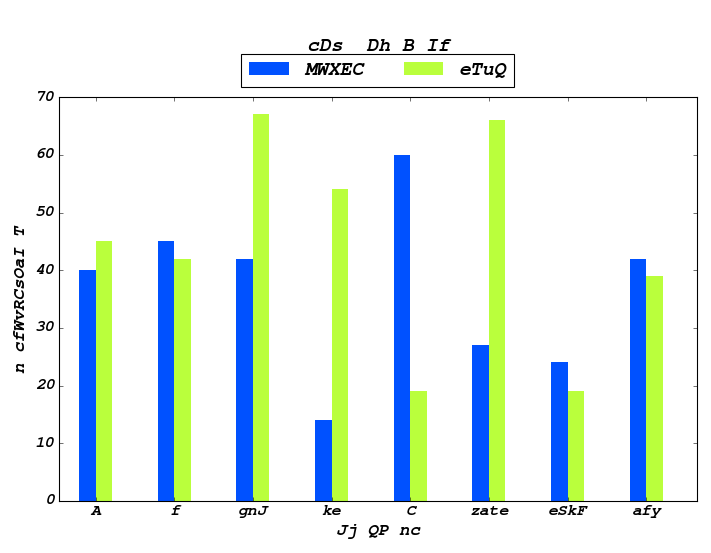 cDs  Dh B If
MWXEC eTuQ
70
60
50
40
30
20
10
0
n cfWvRCsOaI T
A f gnJ ke C zate eSkF afy
Jj QP nc